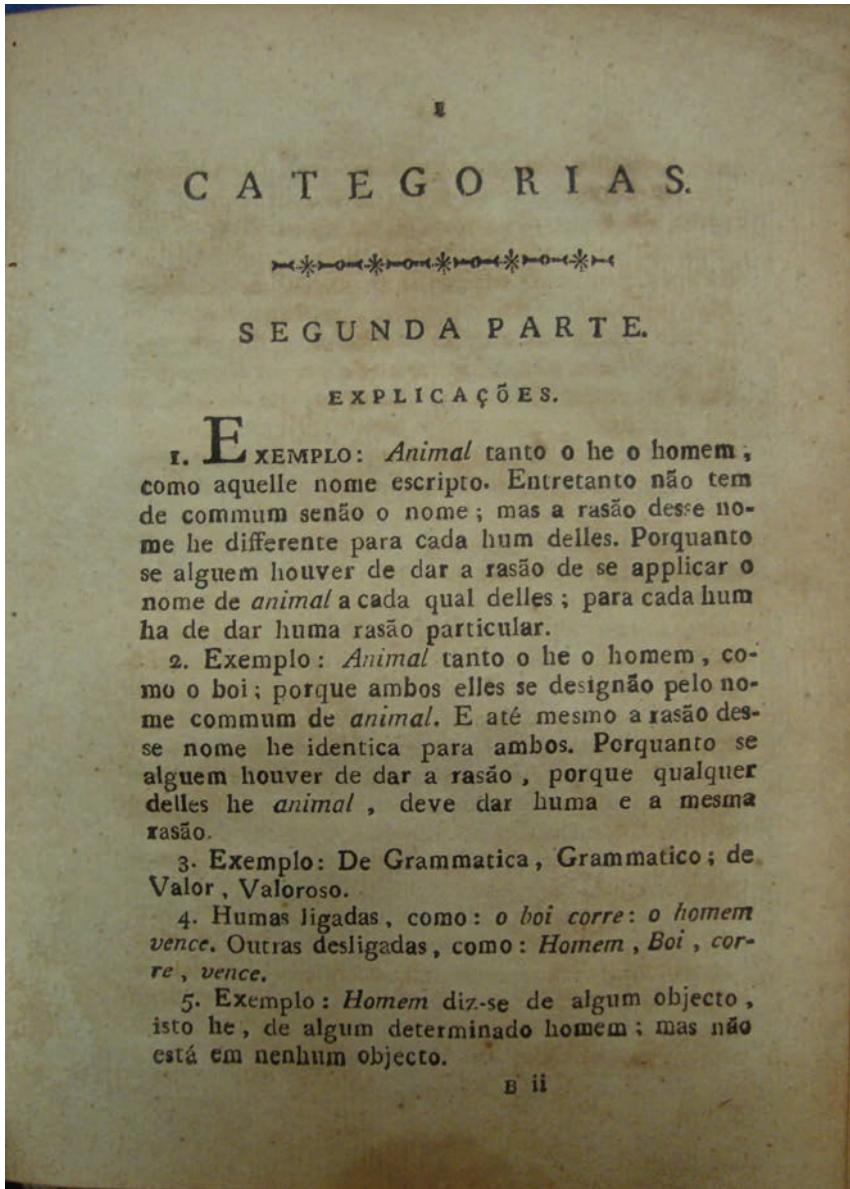 I
CATEGORIAS.
SEGUNDA PARTE.
EXPLICAÇÕES.
1. EXEMPLO: Animal tanto o he o homem,
como aquelle nome escripto. Entretanto não tem
de commum senão o nome; mas a rasão desse no-
me he differente para cada hum delles. Porquanto
se alguem houver de dar a rasão de se applicar o
nome de animal a cada qual delles; para cada hum
ha de dar huma rasão particular.
2. Exemplo: Animal tanto o he o homem, co-
mo o boi; porque ambos elles se designão pelo no-
me commum de animal. E até mesmo a rasão des-
se nome he identica para ambos. Porquanto se
alguem houver de dar a rasão, porque qualquer
delles he animal, deve dar huma e a mesma
rasão.
3. Exemplo: De Grammatica, Grammatico; de
Valor, Valoroso.
4. Humas ligadas, como: o boi corre: o homem
vence. Outras desligadas, como: Homem, Boi, cor-
re, vence.
5. Exemplo: Homem diz-se de algum objecto,
isto he, de algum determinado homem; mas não
está em nenhum objecto.
B ii